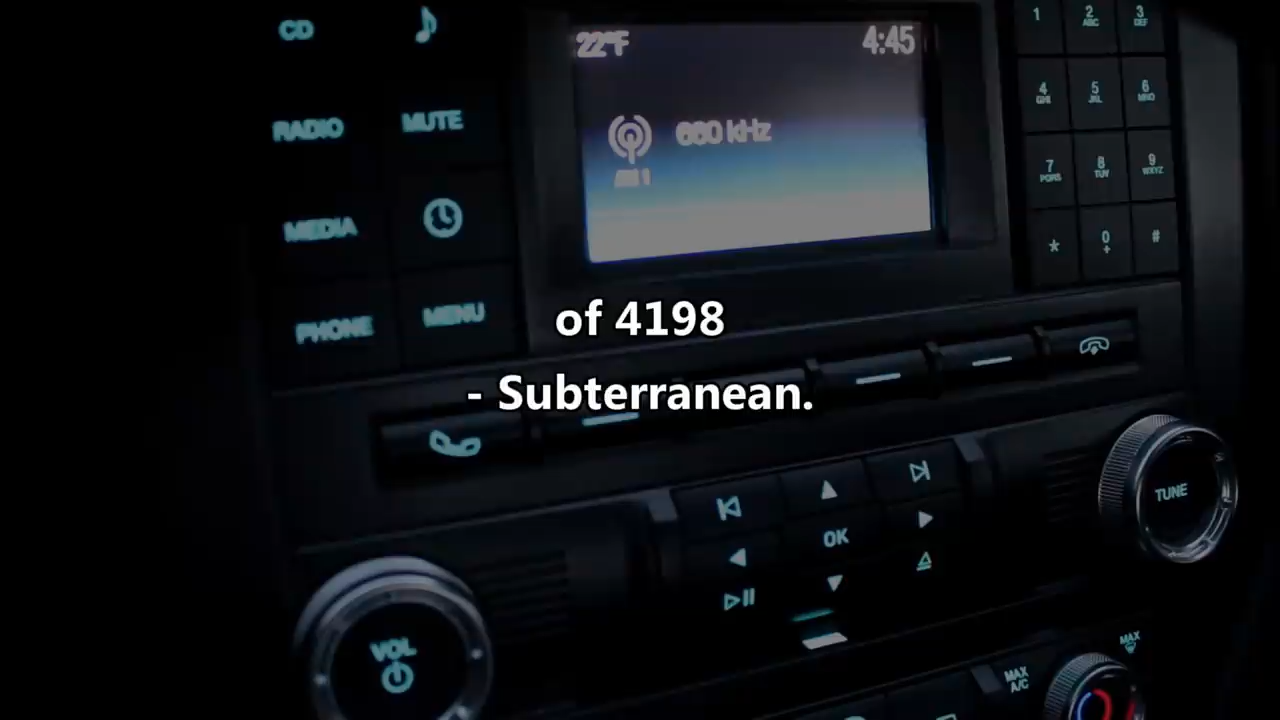 CD
22°F
4:45
1
2
ABC
3
DEF
RADIO
MUTE
kHz
4
GHI
5
JKL
6
MNO
MEDIA
7
PQRS
8
TUV
9
WXYZ
PHONE
MENU
*
0
+
#
of 4198
- Subterranean.
TUNE
OK
VOL
MAX
A/C
MAX